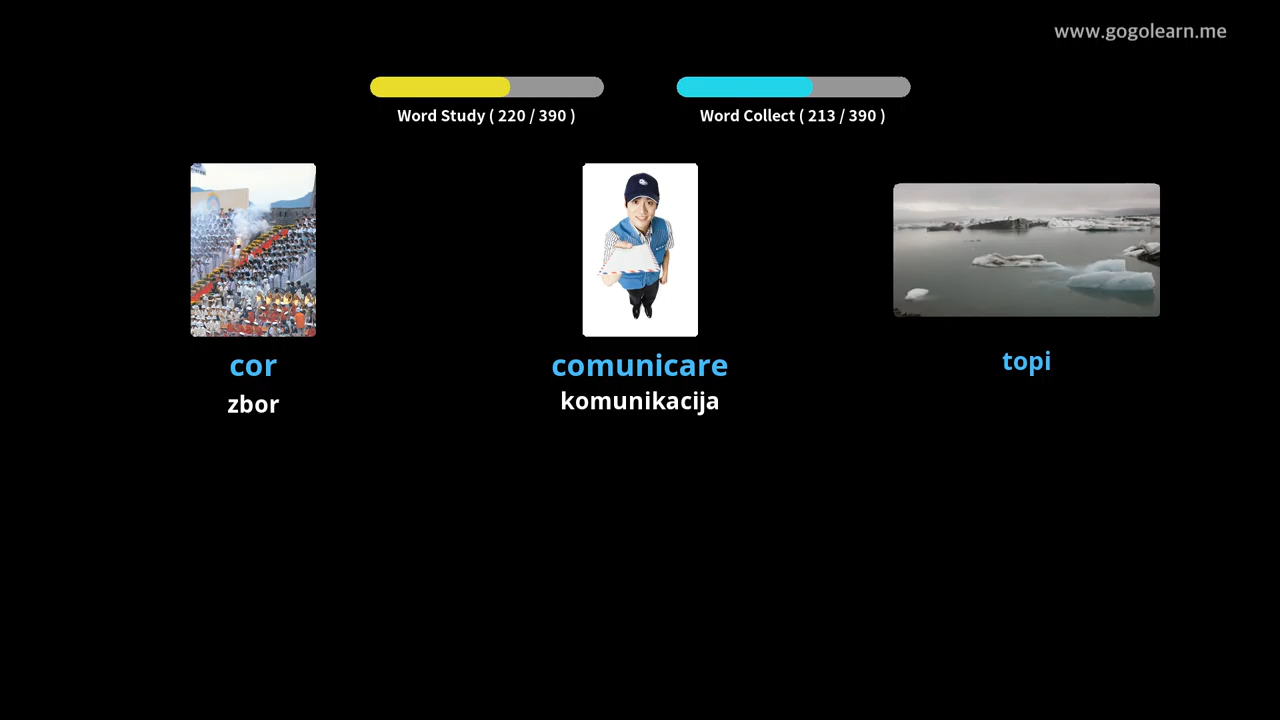 www.gogolearn.me
Word Study ( 220 / 390 )
Word Collect ( 213 / 390 )
cor
comunicare
topi
zbor
komunikacija